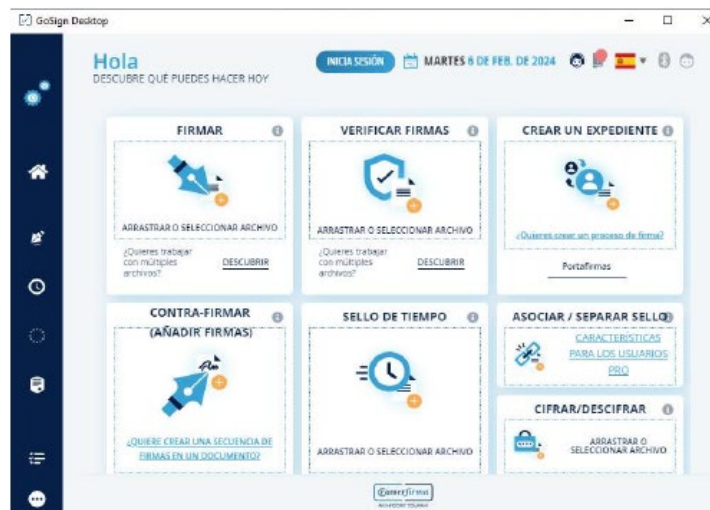 GoSign Desktop
Hola
DESCUBRE QUÉ PUEDES HACER HOY
INICIA SESIÓN
MARTES 6 DE FEB. DE 2024
FIRMAR
ARRASTRAR O SELECCIONAR ARCHIVO
¿Quieres trabajar
con múltiples
archivos?
DESCUBRIR
VERIFICAR FIRMAS
ARRASTRAR O SELECCIONAR ARCHIVO
¿Quieres trabajar
con múltiples
archivos?
DESCUBRIR
CREAR UN EXPEDIENTE
¿Quieres crear un proceso de firma?
Portafirmas
CONTRA-FIRMAR
(AÑADIR FIRMAS)
¿QUIERE CREAR UNA SECUENCIA DE
FIRMAS EN UN DOCUMENTO?
SELLO DE TIEMPO
ARRASTRAR O SELECCIONAR ARCHIVO
ASOCIAR / SEPARAR SELLO
CARACTERÍSTICAS
PARA LOS USUARIOS
PRO
CIFRAR/DESCIFRAR
ARRASTRAR O
SELECCIONAR ARCHIVO
Camerfirma